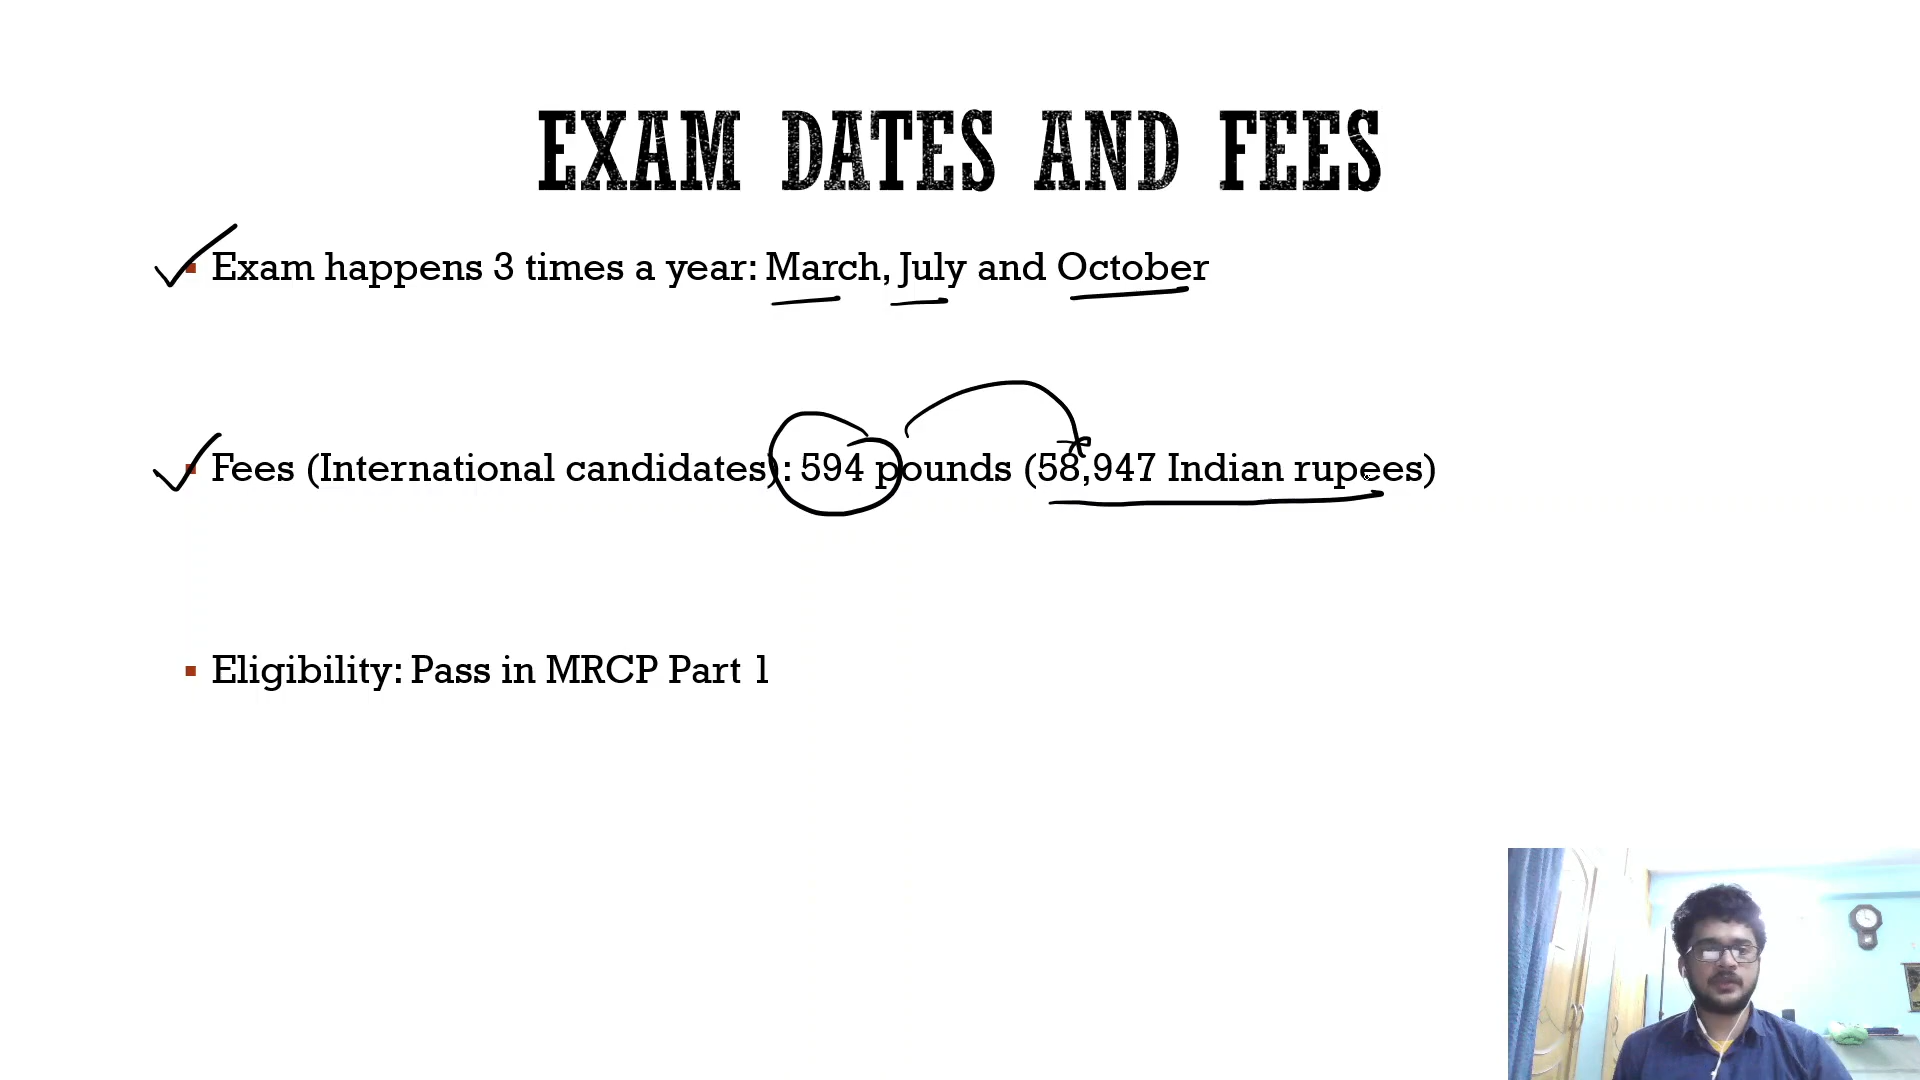 EXAM DATES AND FEES
Exam happens 3 times a year: March, July and October
Fees (International candidates): 594 pounds (58,947 Indian rupees)
Eligibility: Pass in MRCP Part 1